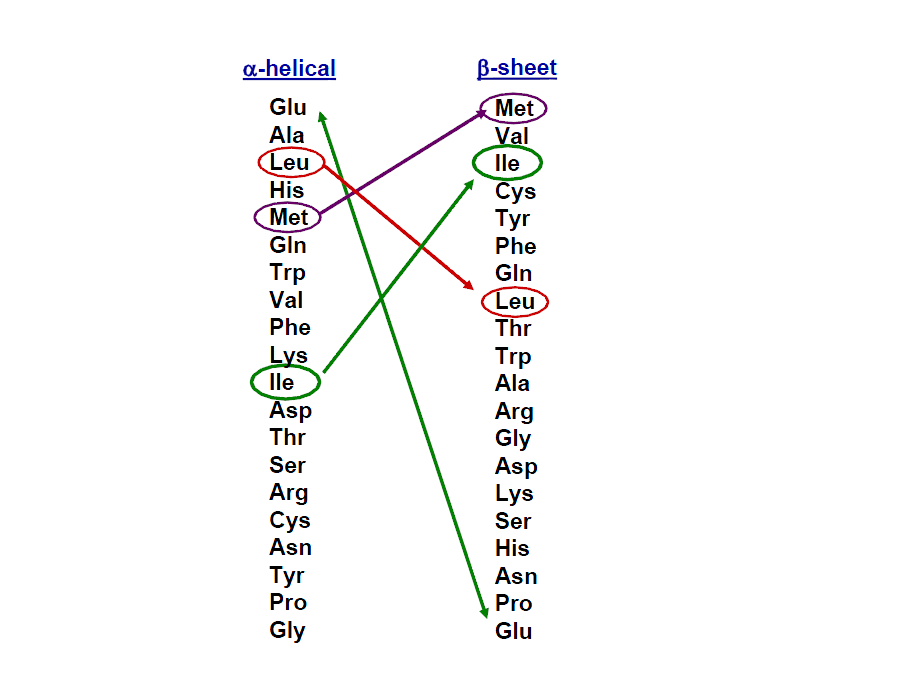 α-helical
Glu
Ala
Leu
His
Met
Gln
Trp
Val
Phe
Lys
Ile
Asp
Thr
Ser
Arg
Cys
Asn
Tyr
Pro
Gly
β-sheet
Met
Val
Ile
Cys
Tyr
Phe
Gln
Leu
Thr
Trp
Ala
Arg
Gly
Asp
Lys
Ser
His
Asn
Pro
Glu